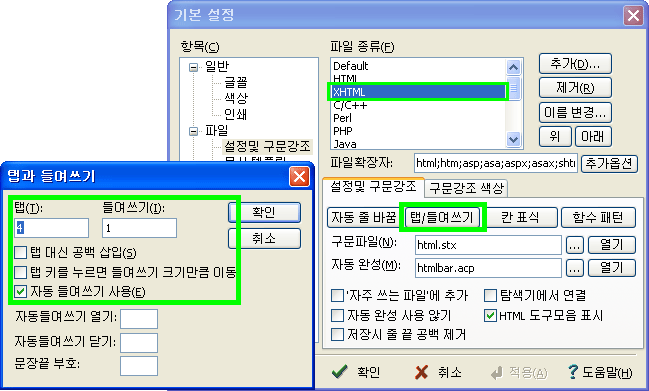 기본 설정
항목(C)
일반
글꼴
색상
인쇄
파일
설정및 구문강조
파일 종류(F)
Default
HTML
XHTML
C/C++
Perl
PHP
Java
추가(D)...
제거(R)
이름 변경...
위
아래
파일확장자:
html;htm;asp;asa;aspx;asax;sht
추가옵션
설정및 구문강조
구문강조 색상
자동 줄 바꿈
탭/들여쓰기
칸 표식
함수 패턴
구문파일(N):
html.stx
...
열기
자동 완성(M):
htmlbar.acp
...
열기
'자주 쓰는 파일'에 추가
탐색기에서 연결
자동 완성 사용 않기
HTML 도구모음 표시
저장시 줄 끝 공백 제거
확인
취소
적용(A)
도움말(H)
탭과 들여쓰기
탭(T):
들여쓰기(I):
4
1
확인
취소
탭 대신 공백 삽입(S)
탭 키를 누르면 들여쓰기 크기만큼 이동
자동 들여쓰기 사용(E)
자동들여쓰기 열기:
자동들여쓰기 닫기:
문장끝 부호: